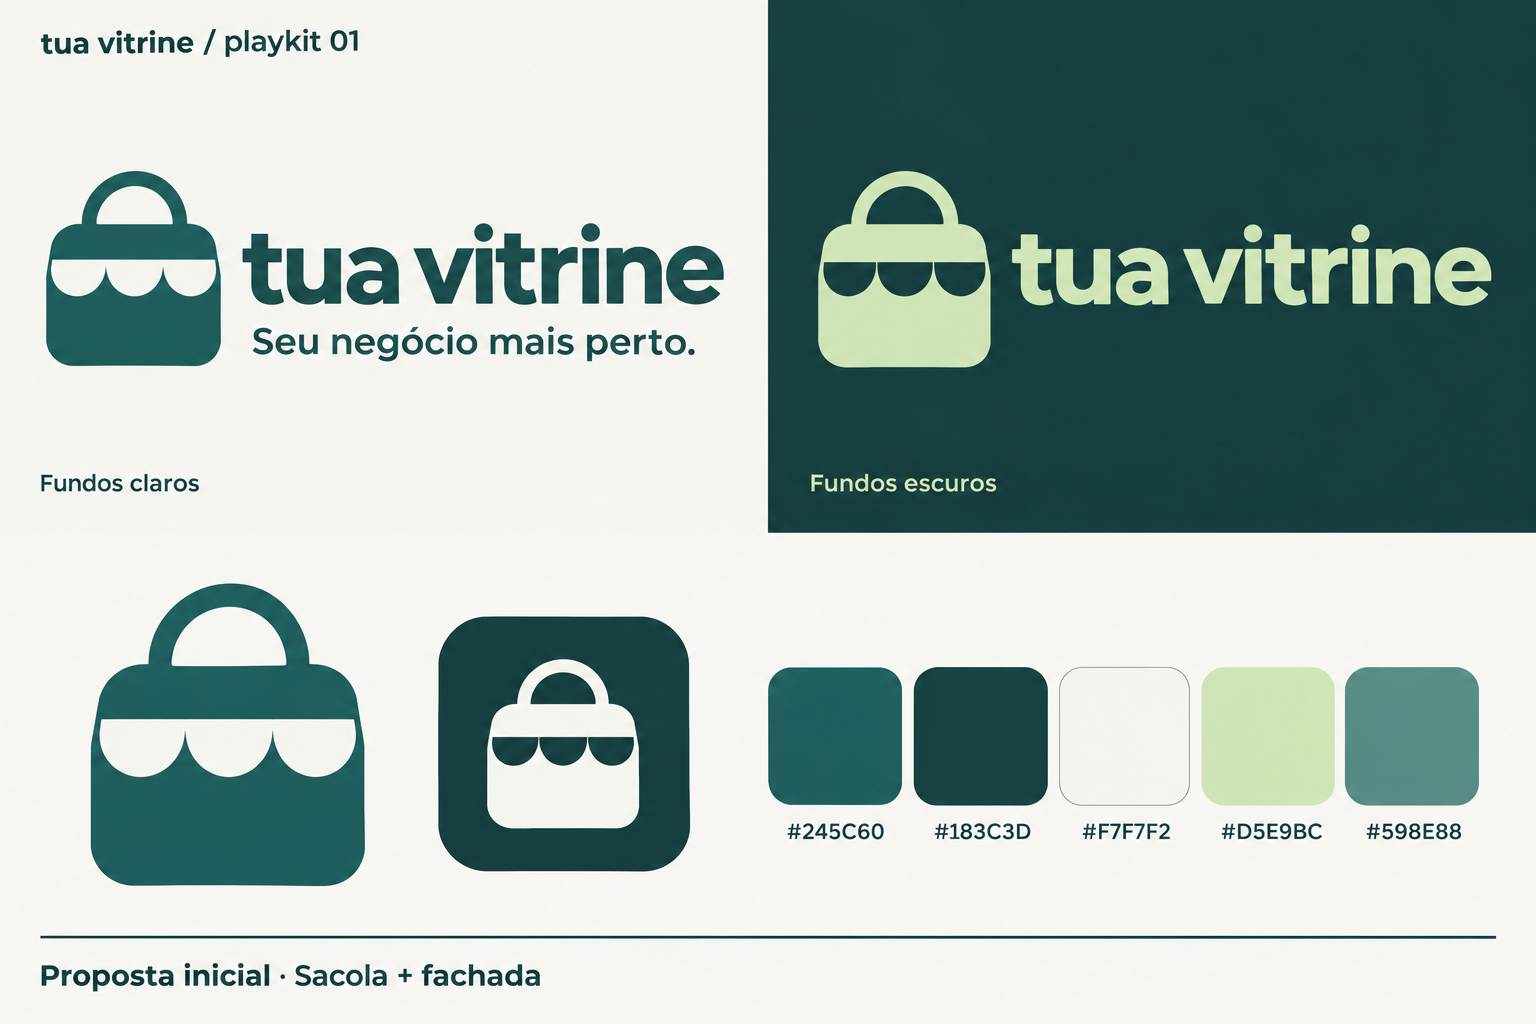 tua vitrine / playkit 01
tua vitrine
Seu negócio mais perto.
Fundos claros
tua vitrine
Fundos escuros
#245C60
#183C3D
#F7F7F2
#D5E9BC
#598E88
Proposta inicial · Sacola + fachada